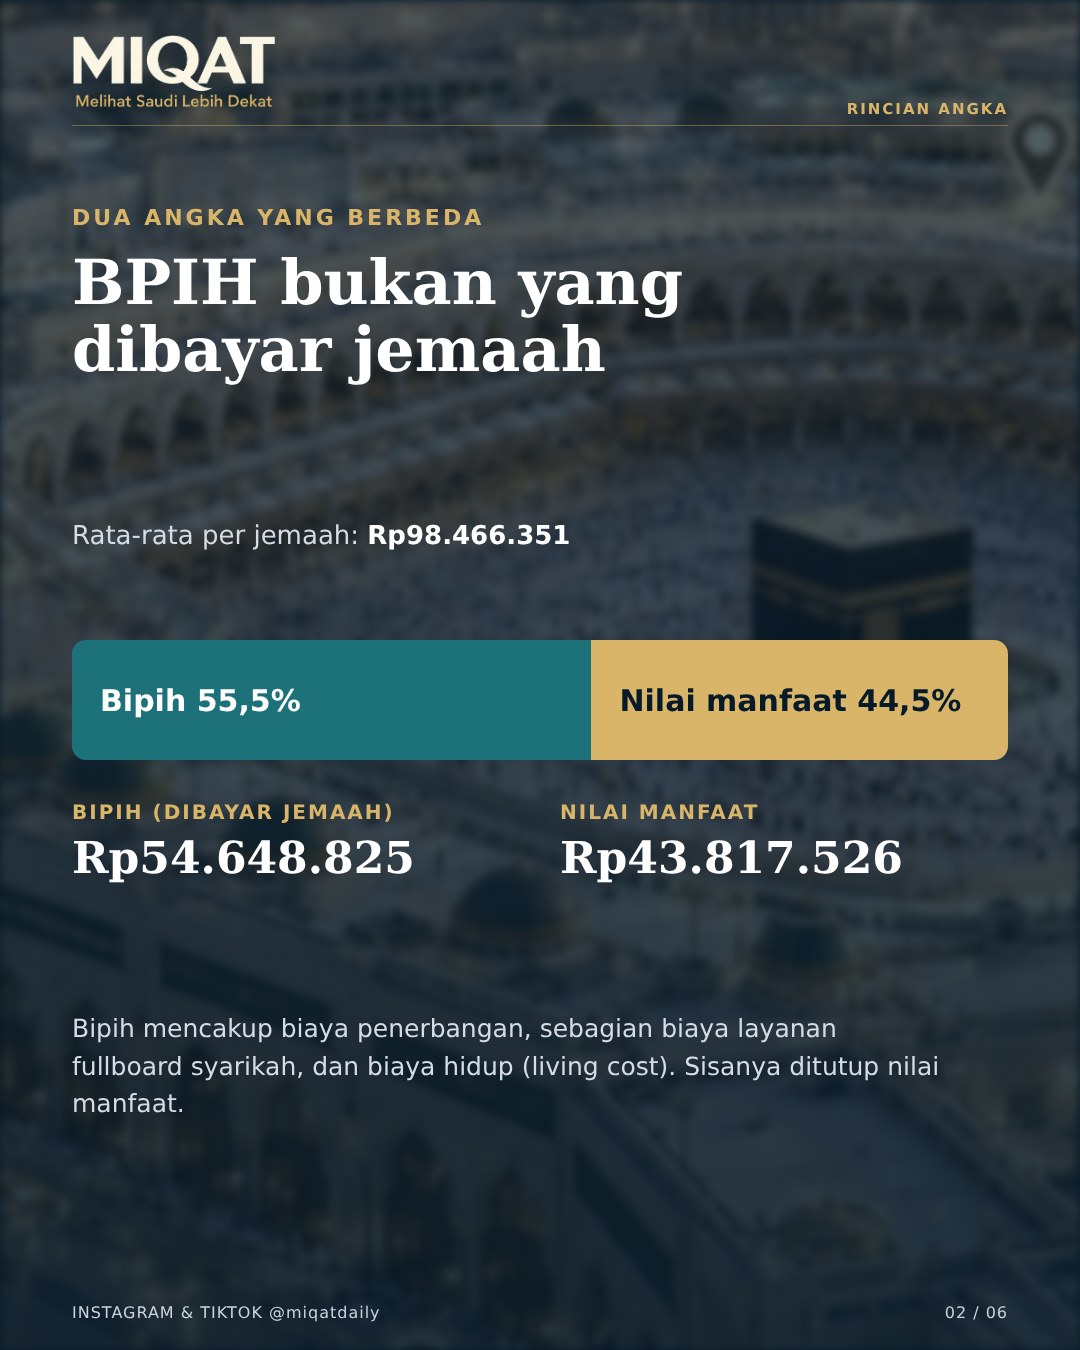 MIQAT
Melihat Saudi Lebih Dekat
RINCIAN ANGKA
DUA ANGKA YANG BERBEDA
BPIH bukan yang
dibayar jemaah
Rata-rata per jemaah: Rp98.466.351
Bipih 55,5%
Nilai manfaat 44,5%
BIPIH (DIBAYAR JEMAAH)
Rp54.648.825
NILAI MANFAAT
Rp43.817.526
Bipih mencakup biaya penerbangan, sebagian biaya layanan
fullboard syarikah, dan biaya hidup (living cost). Sisanya ditutup nilai
manfaat.
INSTAGRAM & TIKTOK @miqatdaily
02 / 06